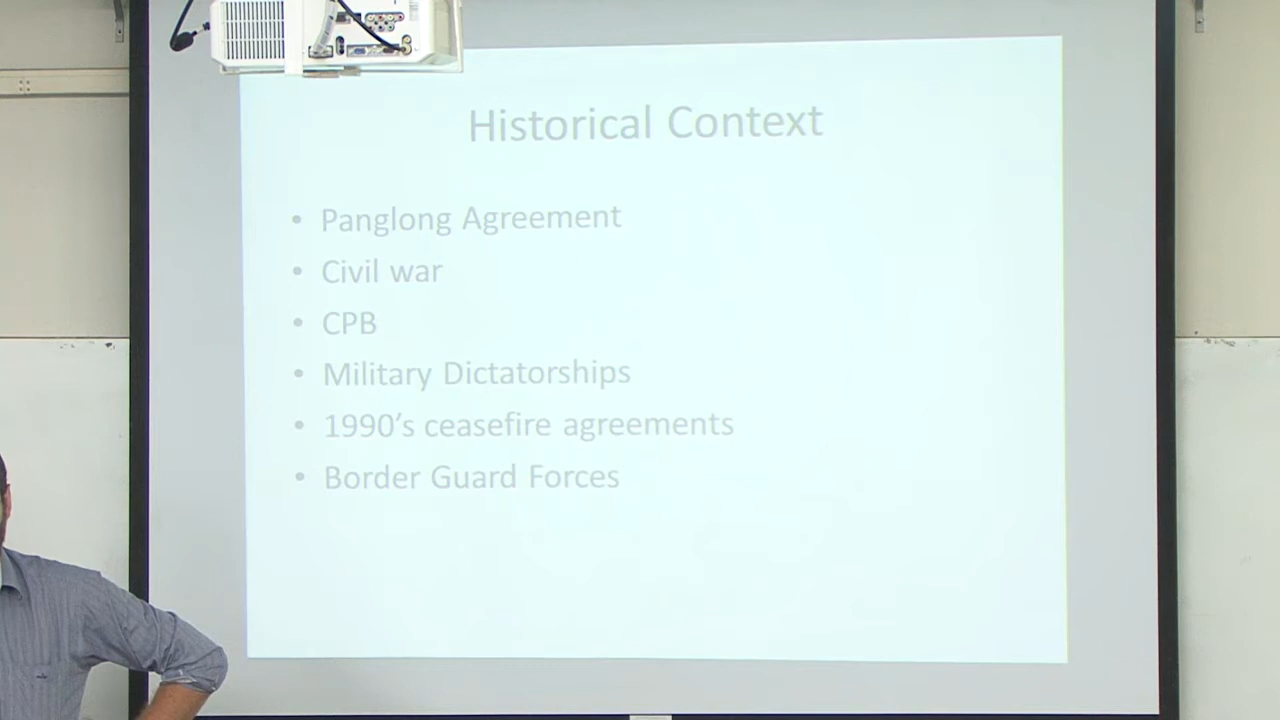 Historical Context
• Panglong Agreement
• Civil war
• CPB
• Military Dictatorships
• 1990’s ceasefire agreements
• Border Guard Forces